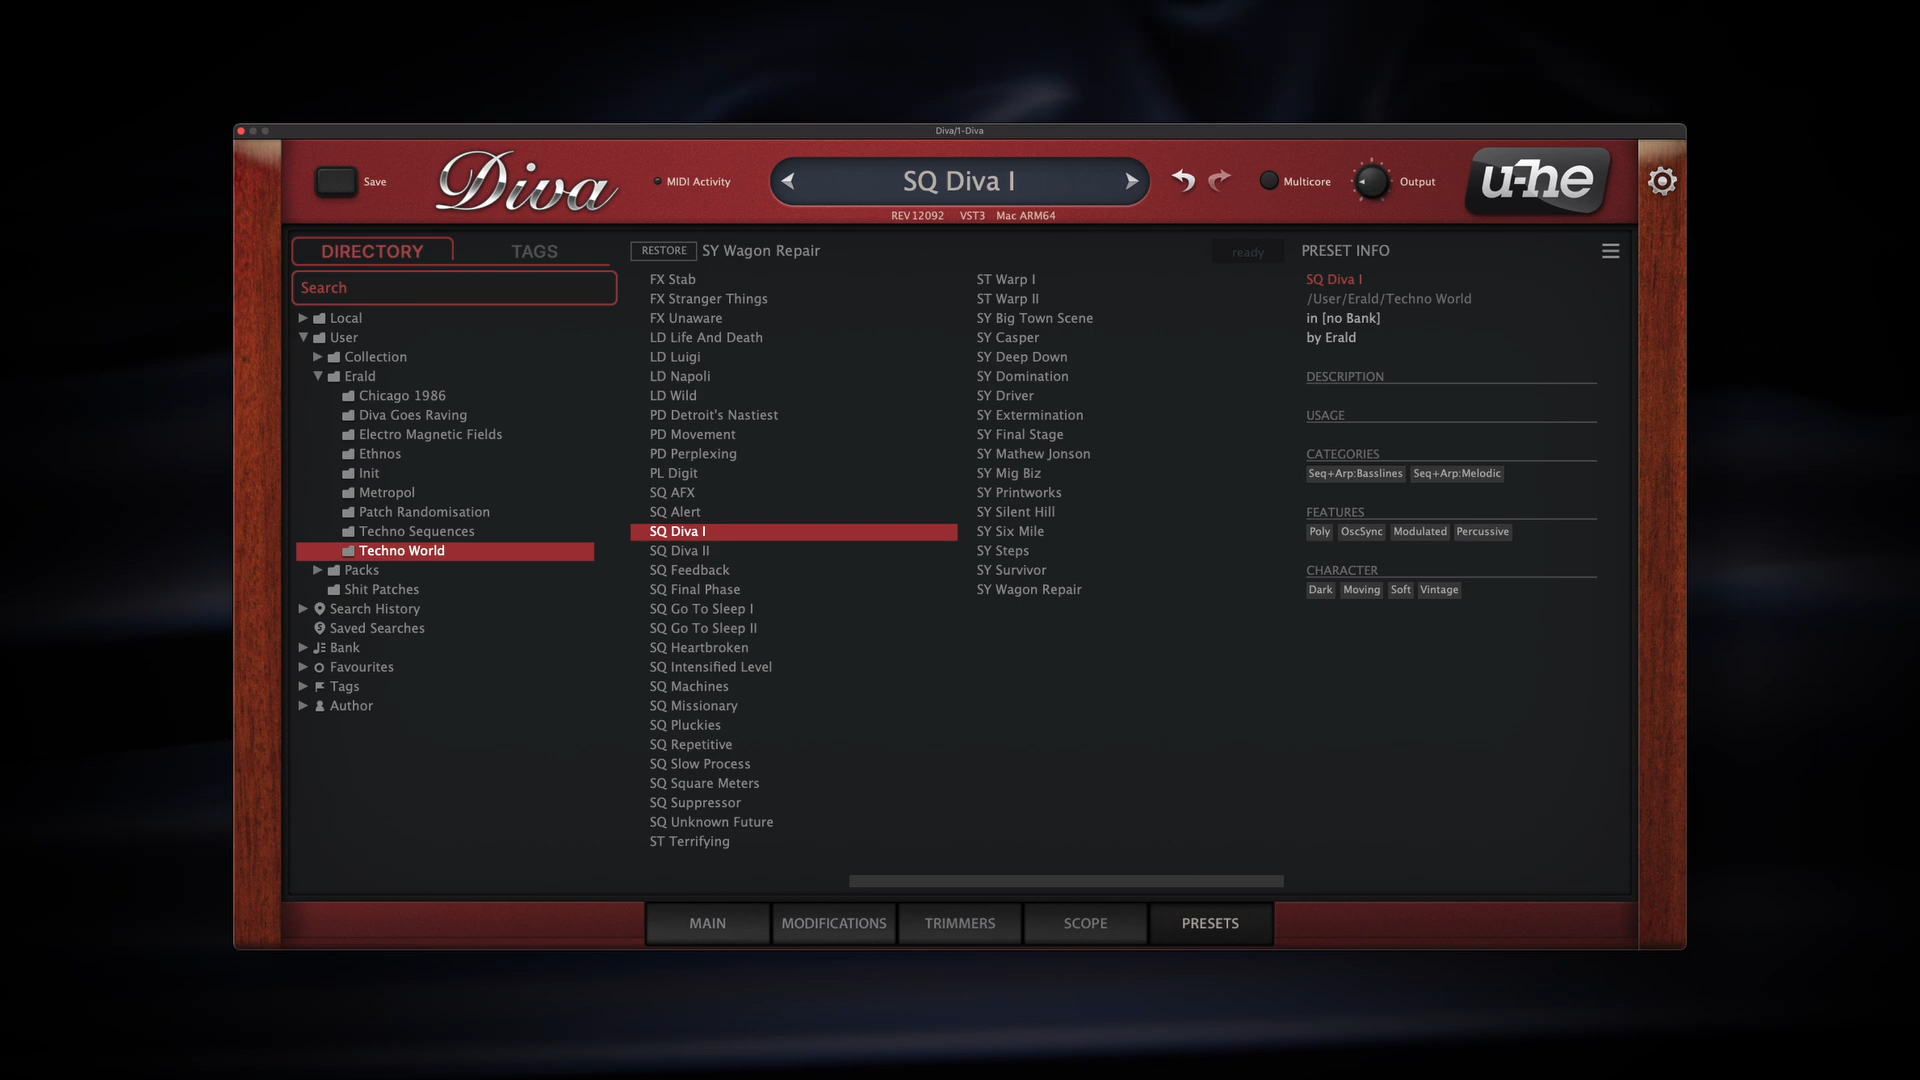 Diva/1-Diva
Save
Diva
MIDI Activity
SQ Diva I
Multicore
Output
u-he
REV 12092 VST3 Mac ARM64
DIRECTORY
TAGS
Search
Local
User
Collection
Erald
Chicago 1986
Diva Goes Raving
Electro Magnetic Fields
Ethnos
Init
Metropol
Patch Randomisation
Techno Sequences
Techno World
Packs
Shit Patches
Search History
Saved Searches
Bank
Favourites
Tags
Author
RESTORE SY Wagon Repair
ready
FX Stab
FX Stranger Things
FX Unaware
LD Life And Death
LD Luigi
LD Napoli
LD Wild
PD Detroit's Nastiest
PD Movement
PD Perplexing
PL Digit
SQ AFX
SQ Alert
SQ Diva I
SQ Diva II
SQ Feedback
SQ Final Phase
SQ Go To Sleep I
SQ Go To Sleep II
SQ Heartbroken
SQ Intensified Level
SQ Machines
SQ Missionary
SQ Pluckies
SQ Repetitive
SQ Slow Process
SQ Square Meters
SQ Suppressor
SQ Unknown Future
ST Terrifying
ST Warp I
ST Warp II
SY Big Town Scene
SY Casper
SY Deep Down
SY Domination
SY Driver
SY Extermination
SY Final Stage
SY Mathew Jonson
SY Mig Biz
SY Printworks
SY Silent Hill
SY Six Mile
SY Steps
SY Survivor
SY Wagon Repair
PRESET INFO
SQ Diva I
/User/Erald/Techno World
in [no Bank]
by Erald
DESCRIPTION
USAGE
CATEGORIES
Seq+Arp:Basslines Seq+Arp:Melodic
FEATURES
Poly OscSync Modulated Percussive
CHARACTER
Dark Moving Soft Vintage
MAIN
MODIFICATIONS
TRIMMERS
SCOPE
PRESETS